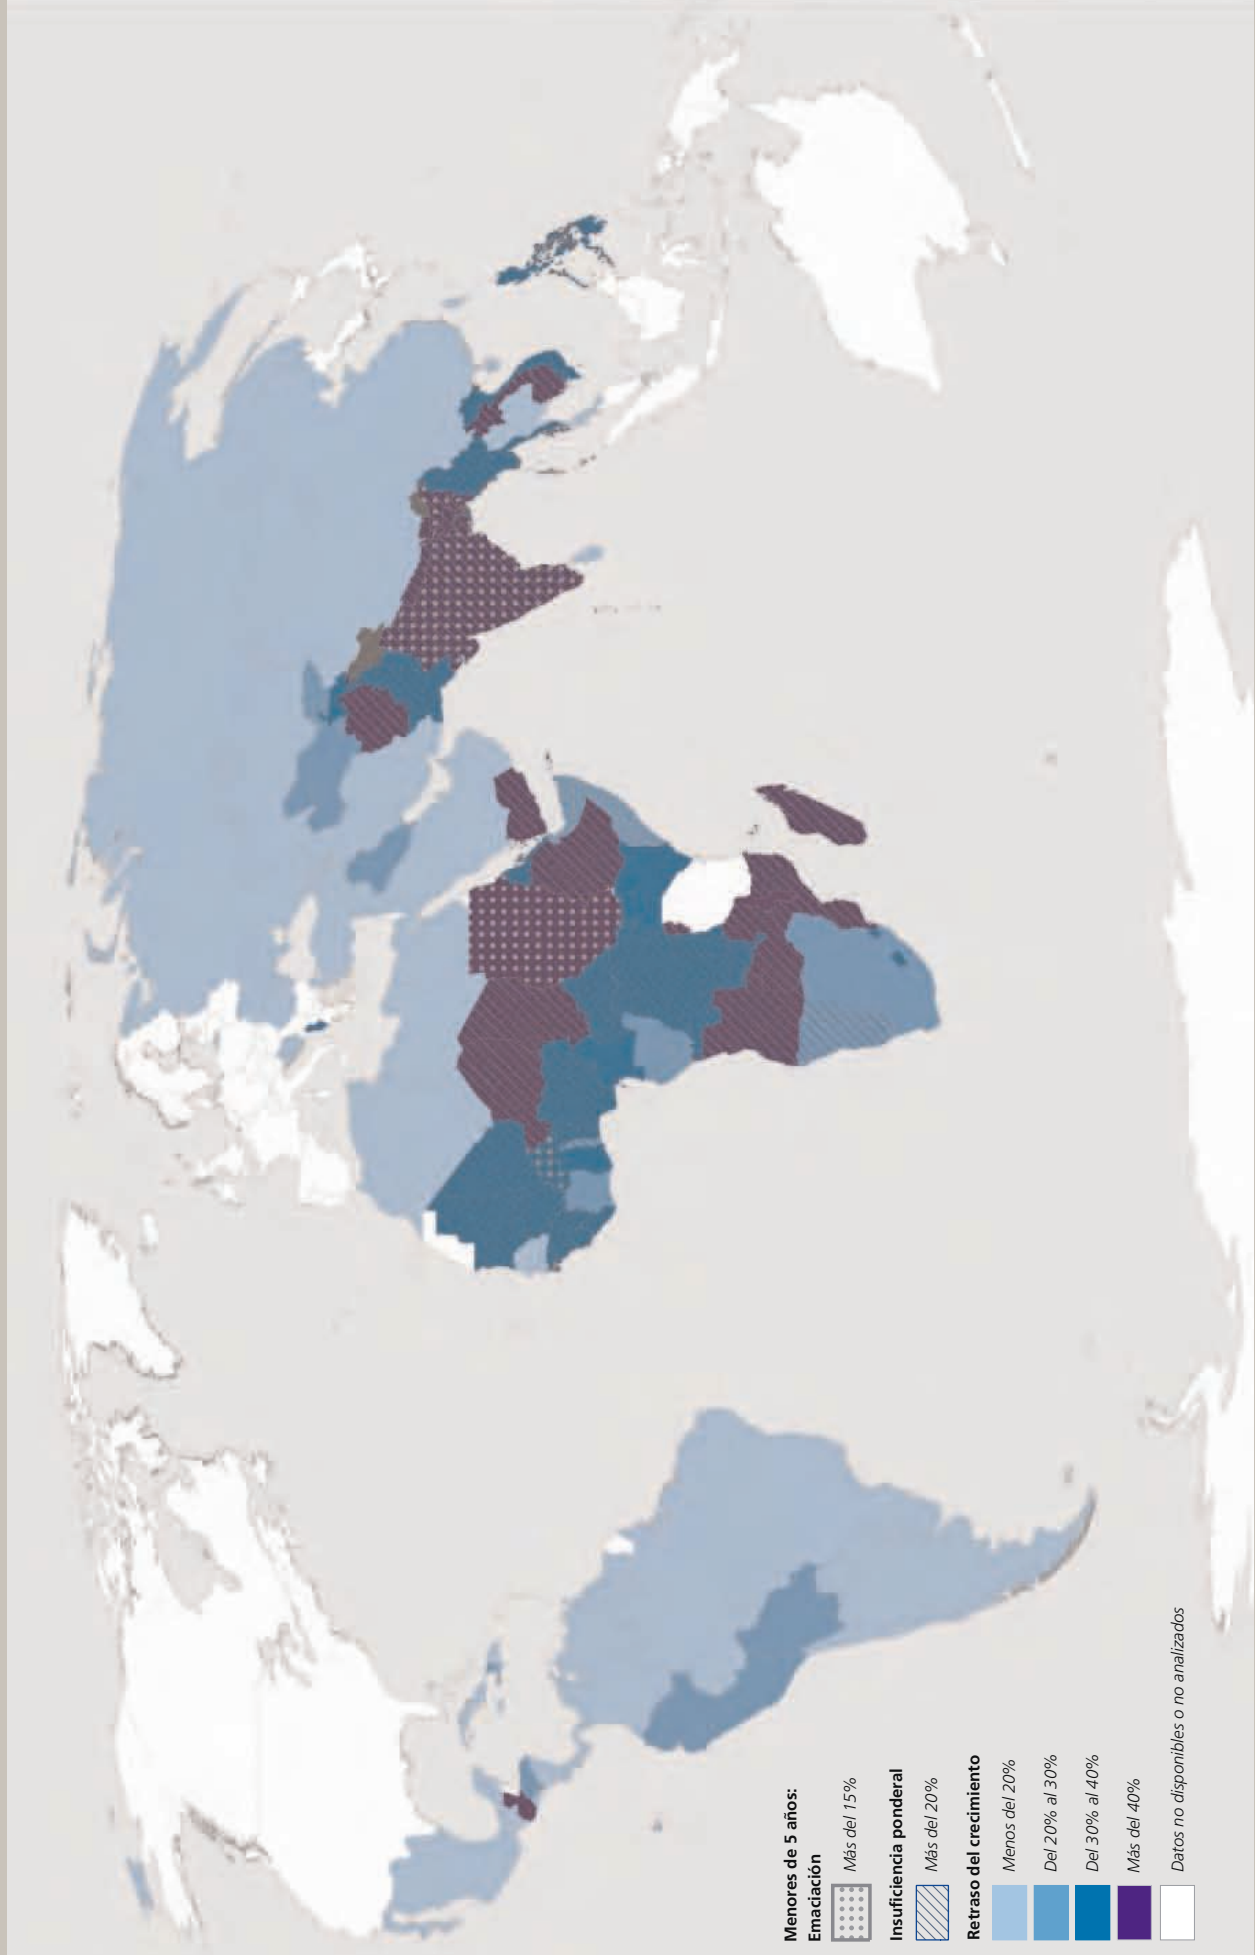 Menores de 5 años:
Emaciación
Más del 15%
Insuficiencia ponderal
Más del 20%
Retraso del crecimiento
Menos del 20%
Del 20% al 30%
Del 30% al 40%
Más del 40%
Datos no disponibles o no analizados